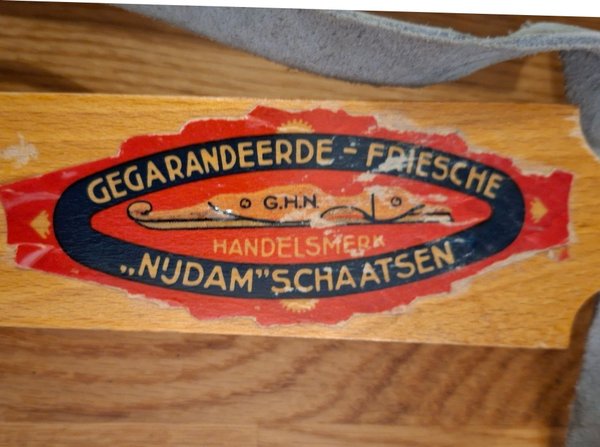 GEGARANDEERDE - FRIESCHE
G.H.N.
HANDELSMERK
„NIJDAM” SCHAATSEN